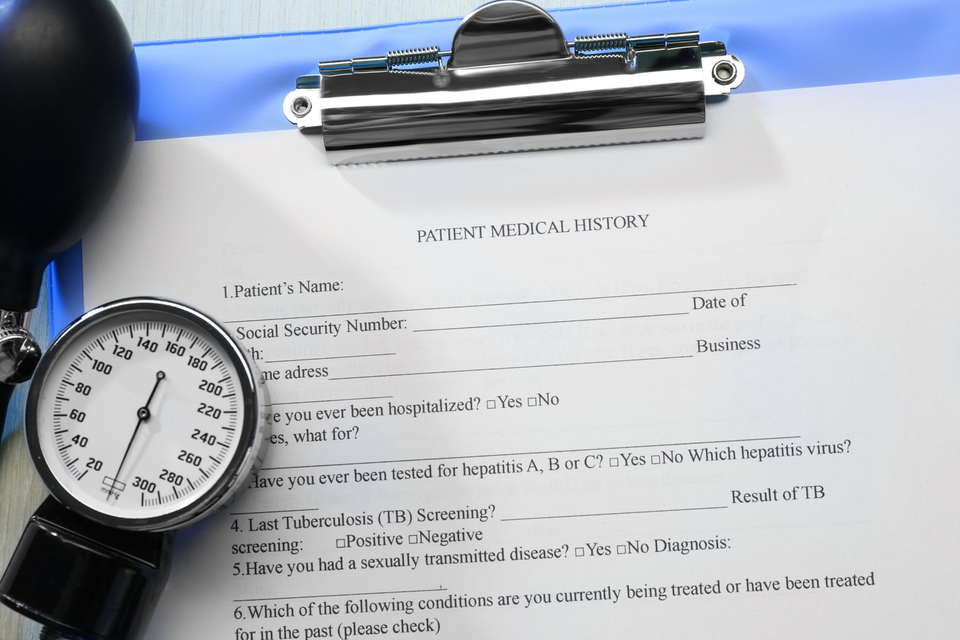 PATIENT MEDICAL HISTORY
1.Patient's Name:
Social Security Number: Date of
th:
me adress Business
e you ever been hospitalized? □Yes □No
es, what for?
Have you ever been tested for hepatitis A, B or C? □Yes □No Which hepatitis virus?
4. Last Tuberculosis (TB) Screening? Result of TB
screening: □Positive □Negative
5.Have you had a sexually transmitted disease? □Yes □No Diagnosis:
6.Which of the following conditions are you currently being treated or have been treated
for in the past (please check)
20
40
60
80
100
120
140
160
180
200
220
240
260
280
300
mmHg